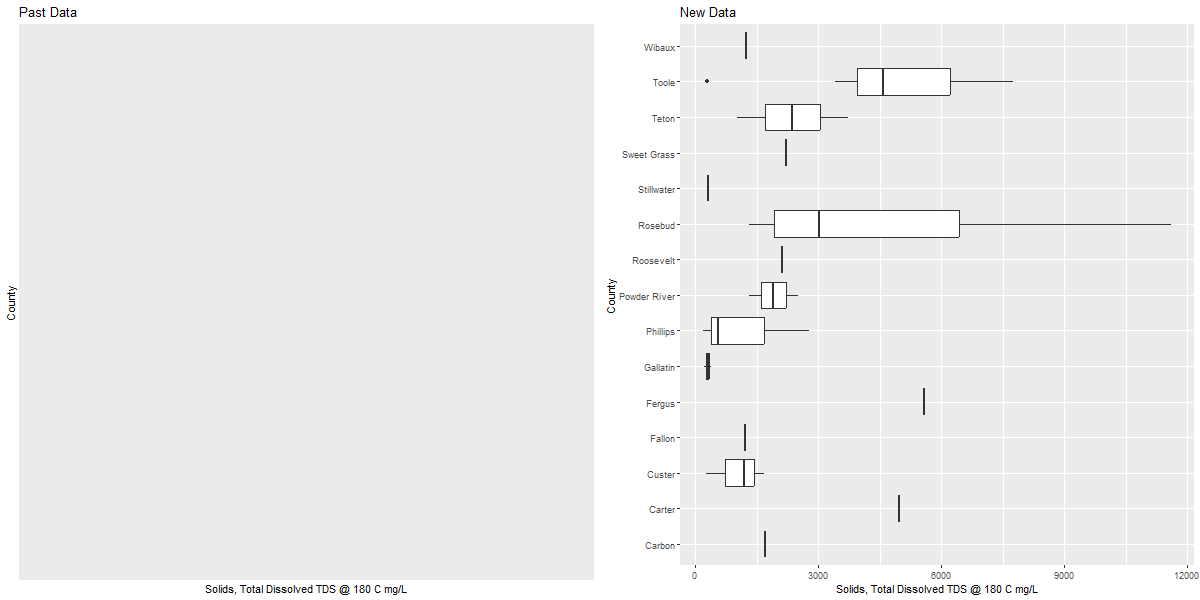 Past Data
County
Solids, Total Dissolved TDS @ 180 C mg/L
New Data
County
Wibaux
Toole
Teton
Sweet Grass
Stillwater
Rosebud
Roosevelt
Powder River
Phillips
Gallatin
Fergus
Fallon
Custer
Carter
Carbon
0 3000 6000 9000 12000
Solids, Total Dissolved TDS @ 180 C mg/L